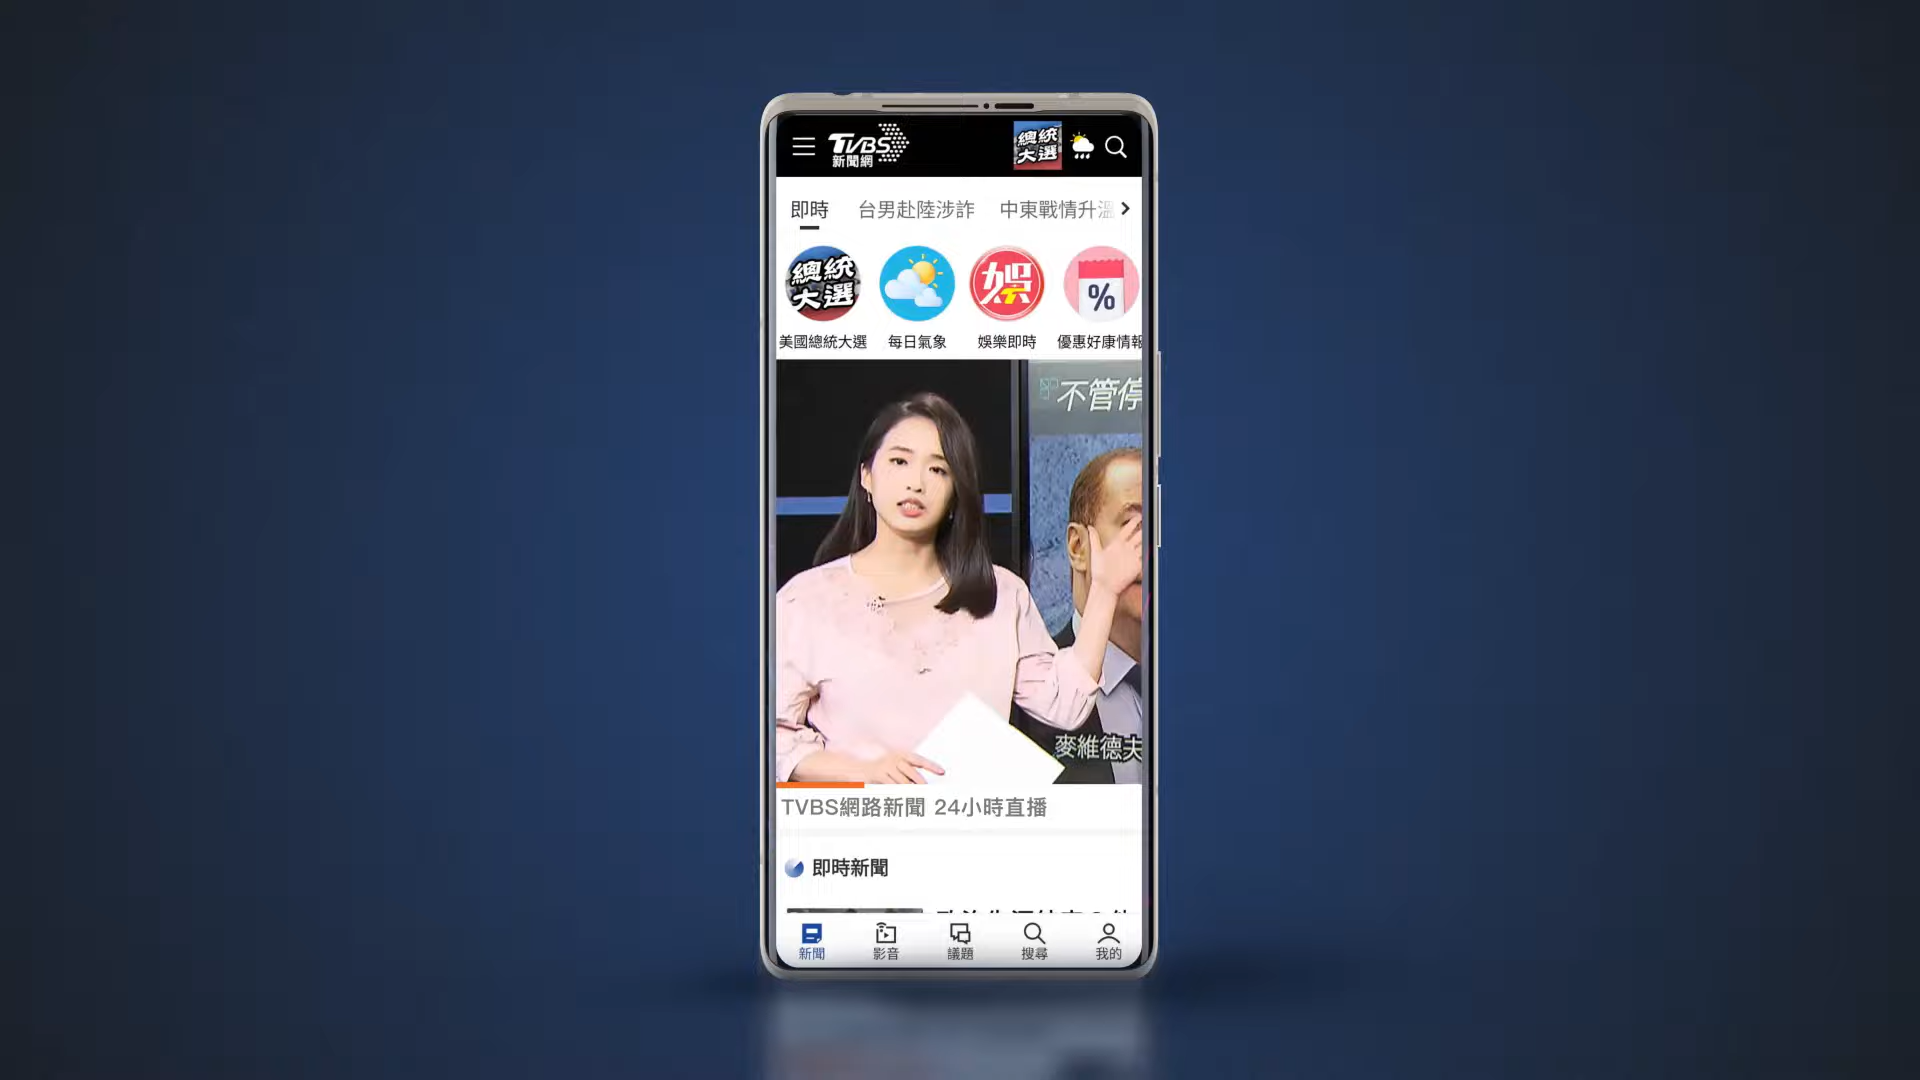 TVBS
新聞網
總統
大選
即時 台男赴陸涉詐 中東戰情升溫
總統
大選
娛
%
美國總統大選 每日氣象 娛樂即時 優惠好康情報
不管停
麥維德夫
TVBS網路新聞 24小時直播
即時新聞
新聞 影音 議題 搜尋 我的